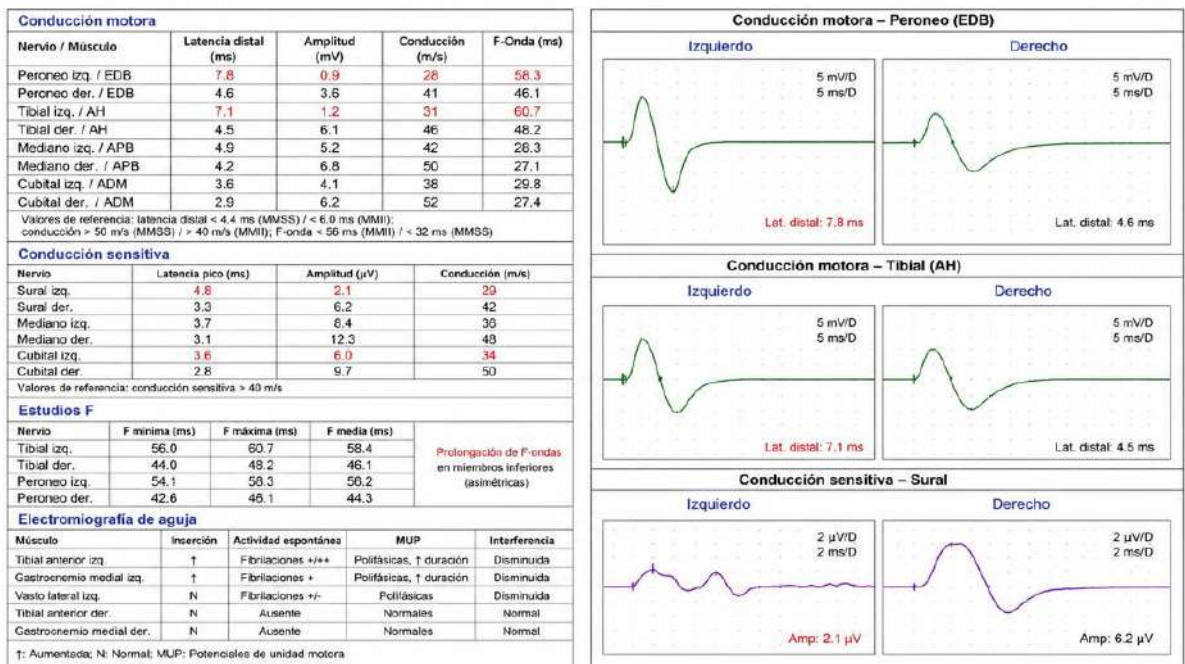 Conducción motora
Nervio / Músculo Latencia distal (ms) Amplitud (mV) Conducción (m/s) F-Onda (ms)
Peroneo izq. / EDB 7.8 0.9 28 58.3
Peroneo der. / EDB 4.6 3.6 41 46.1
Tibial izq. / AH 7.1 1.2 31 60.7
Tibial der. / AH 4.5 6.1 46 48.2
Mediano izq. / APB 4.9 5.2 42 28.3
Mediano der. / APB 4.2 6.8 50 27.1
Cubital izq. / ADM 3.6 4.1 38 29.8
Cubital der. / ADM 2.9 6.2 52 27.4
Valores de referencia: latencia distal < 4.4 ms (MMSS) / < 6.0 ms (MMII);
conducción > 50 m/s (MMSS) / > 40 m/s (MMII); F-onda < 56 ms (MMII) / < 32 ms (MMSS)
Conducción sensitiva
Nervio Latencia pico (ms) Amplitud (µV) Conducción (m/s)
Sural izq. 4.8 2.1 29
Sural der. 3.3 6.2 42
Mediano izq. 3.7 8.4 36
Mediano der. 3.1 12.3 48
Cubital izq. 3.6 6.0 34
Cubital der. 2.8 9.7 50
Valores de referencia: conducción sensitiva > 40 m/s
Estudios F
Nervio F mínima (ms) F máxima (ms) F media (ms)
Tibial izq. 56.0 60.7 58.4
Tibial der. 44.0 48.2 46.1
Peroneo izq. 54.1 58.3 56.2
Peroneo der. 42.6 46.1 44.3
Prolongación de F-ondas
en miembros inferiores
(asimétricas)
Electromiografía de aguja
Músculo Inserción Actividad espontánea MUP Interferencia
Tibial anterior izq. ↑ Fibrilaciones +/++ Polifásicas, ↑ duración Disminuida
Gastrocnemio medial izq. ↑ Fibrilaciones + Polifásicas, ↑ duración Disminuida
Vasto lateral izq. N Fibrilaciones +/- Polifásicas Disminuida
Tibial anterior der. N Ausente Normales Normal
Gastrocnemio medial der. N Ausente Normales Normal
↑: Aumentada; N: Normal; MUP: Potenciales de unidad motora
Conducción motora – Peroneo (EDB)
Izquierdo Derecho
5 mV/D 5 mV/D
5 ms/D 5 ms/D
Lat. distal: 7.8 ms Lat. distal: 4.6 ms
Conducción motora – Tibial (AH)
Izquierdo Derecho
5 mV/D 5 mV/D
5 ms/D 5 ms/D
Lat. distal: 7.1 ms Lat. distal: 4.5 ms
Conducción sensitiva – Sural
Izquierdo Derecho
2 µV/D 2 µV/D
2 ms/D 2 ms/D
Amp: 2.1 µV Amp: 6.2 µV